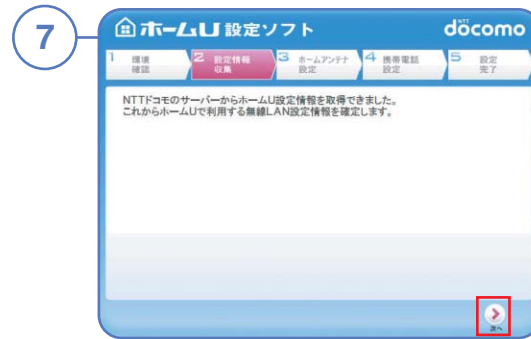 7
ホームU 設定ソフト
NTT
docomo
1 環境確認
2 設定情報収集
3 ホームアンテナ設定
4 携帯電話設定
5 設定完了
NTTドコモのサーバーからホームU設定情報を取得できました。
これからホームUで利用する無線LAN設定情報を確定します。
次へ